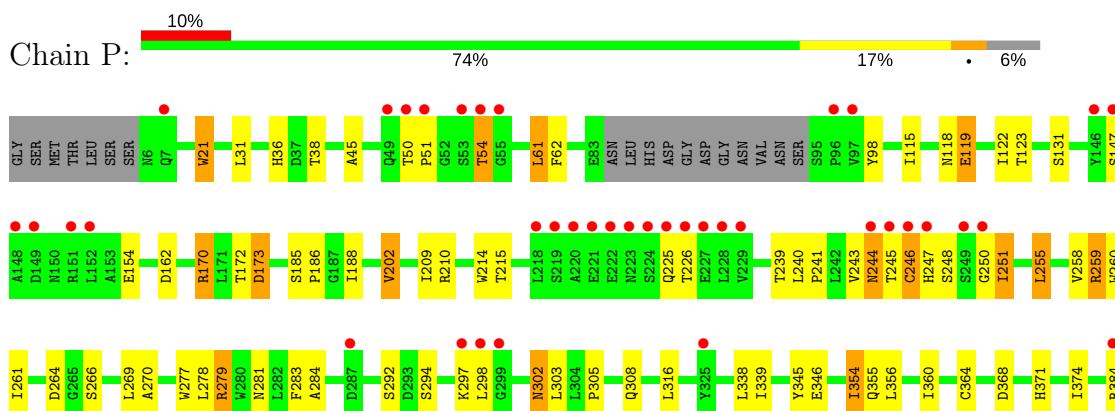 10%
Chain P:
74% 17% • 6%
GLY SER MET THR LEU SER SER N6 Q7 W21 L31 H36 D37 T38 A45 Q49 T50 P51 G52 S53 T54 G55 L61 F62 E83 ASN LEU HIS ASP GLY ASP GLY ASN VAL ASN SER S95 P96 V97 Y98 I115 N118 E119 I122 T123 S131 Y146 S147
A148 D149 N150 R151 L152 A153 E154 D162 R170 L171 T172 D173 S185 P186 G187 I188 V202 I209 R210 W214 T215 L218 S219 A220 E221 E222 N223 S224 Q225 T226 E227 L228 V229 T239 L240 P241 L242 V243 N244 T245 C246 H247 S248 S249 G250 I251 L255 V258 R259 W260
I261 D264 G265 S266 L269 A270 W277 L278 R279 W280 N281 L282 F283 A284 D287 S292 D293 S294 K297 L298 G299 N302 L303 L304 P305 Q308 L316 Y325 L338 I339 Y345 E346 I354 Q355 L356 I360 C364 D368 H371 I374